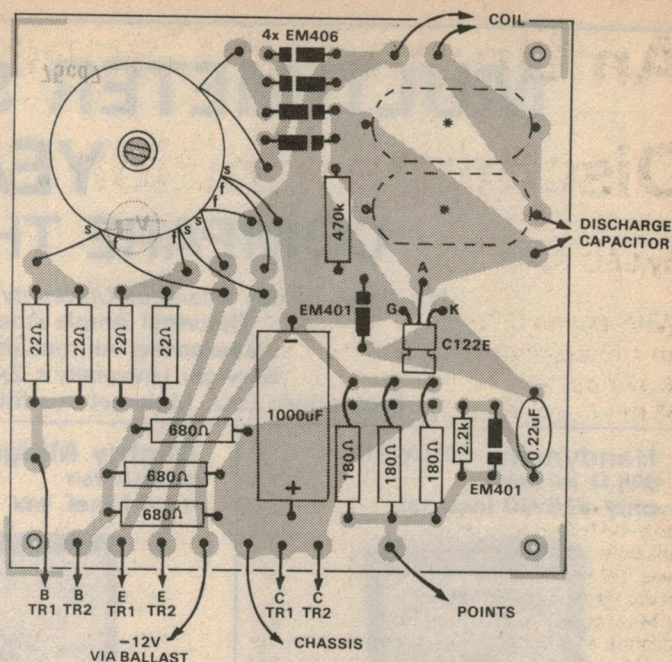 4x EM406
COIL
75cd7
s
f
s
f
s
f
s
f
470k
DISCHARGE
CAPACITOR
A
G
K
EM401
C122E
22Ω
22Ω
22Ω
22Ω
−
1000uF
+
680Ω
680Ω
680Ω
180Ω
180Ω
180Ω
2.2k
0.22uF
EM401
B
TR1
B
TR2
E
TR1
E
TR2
C
TR1
C
TR2
−12V
VIA BALLAST
CHASSIS
POINTS